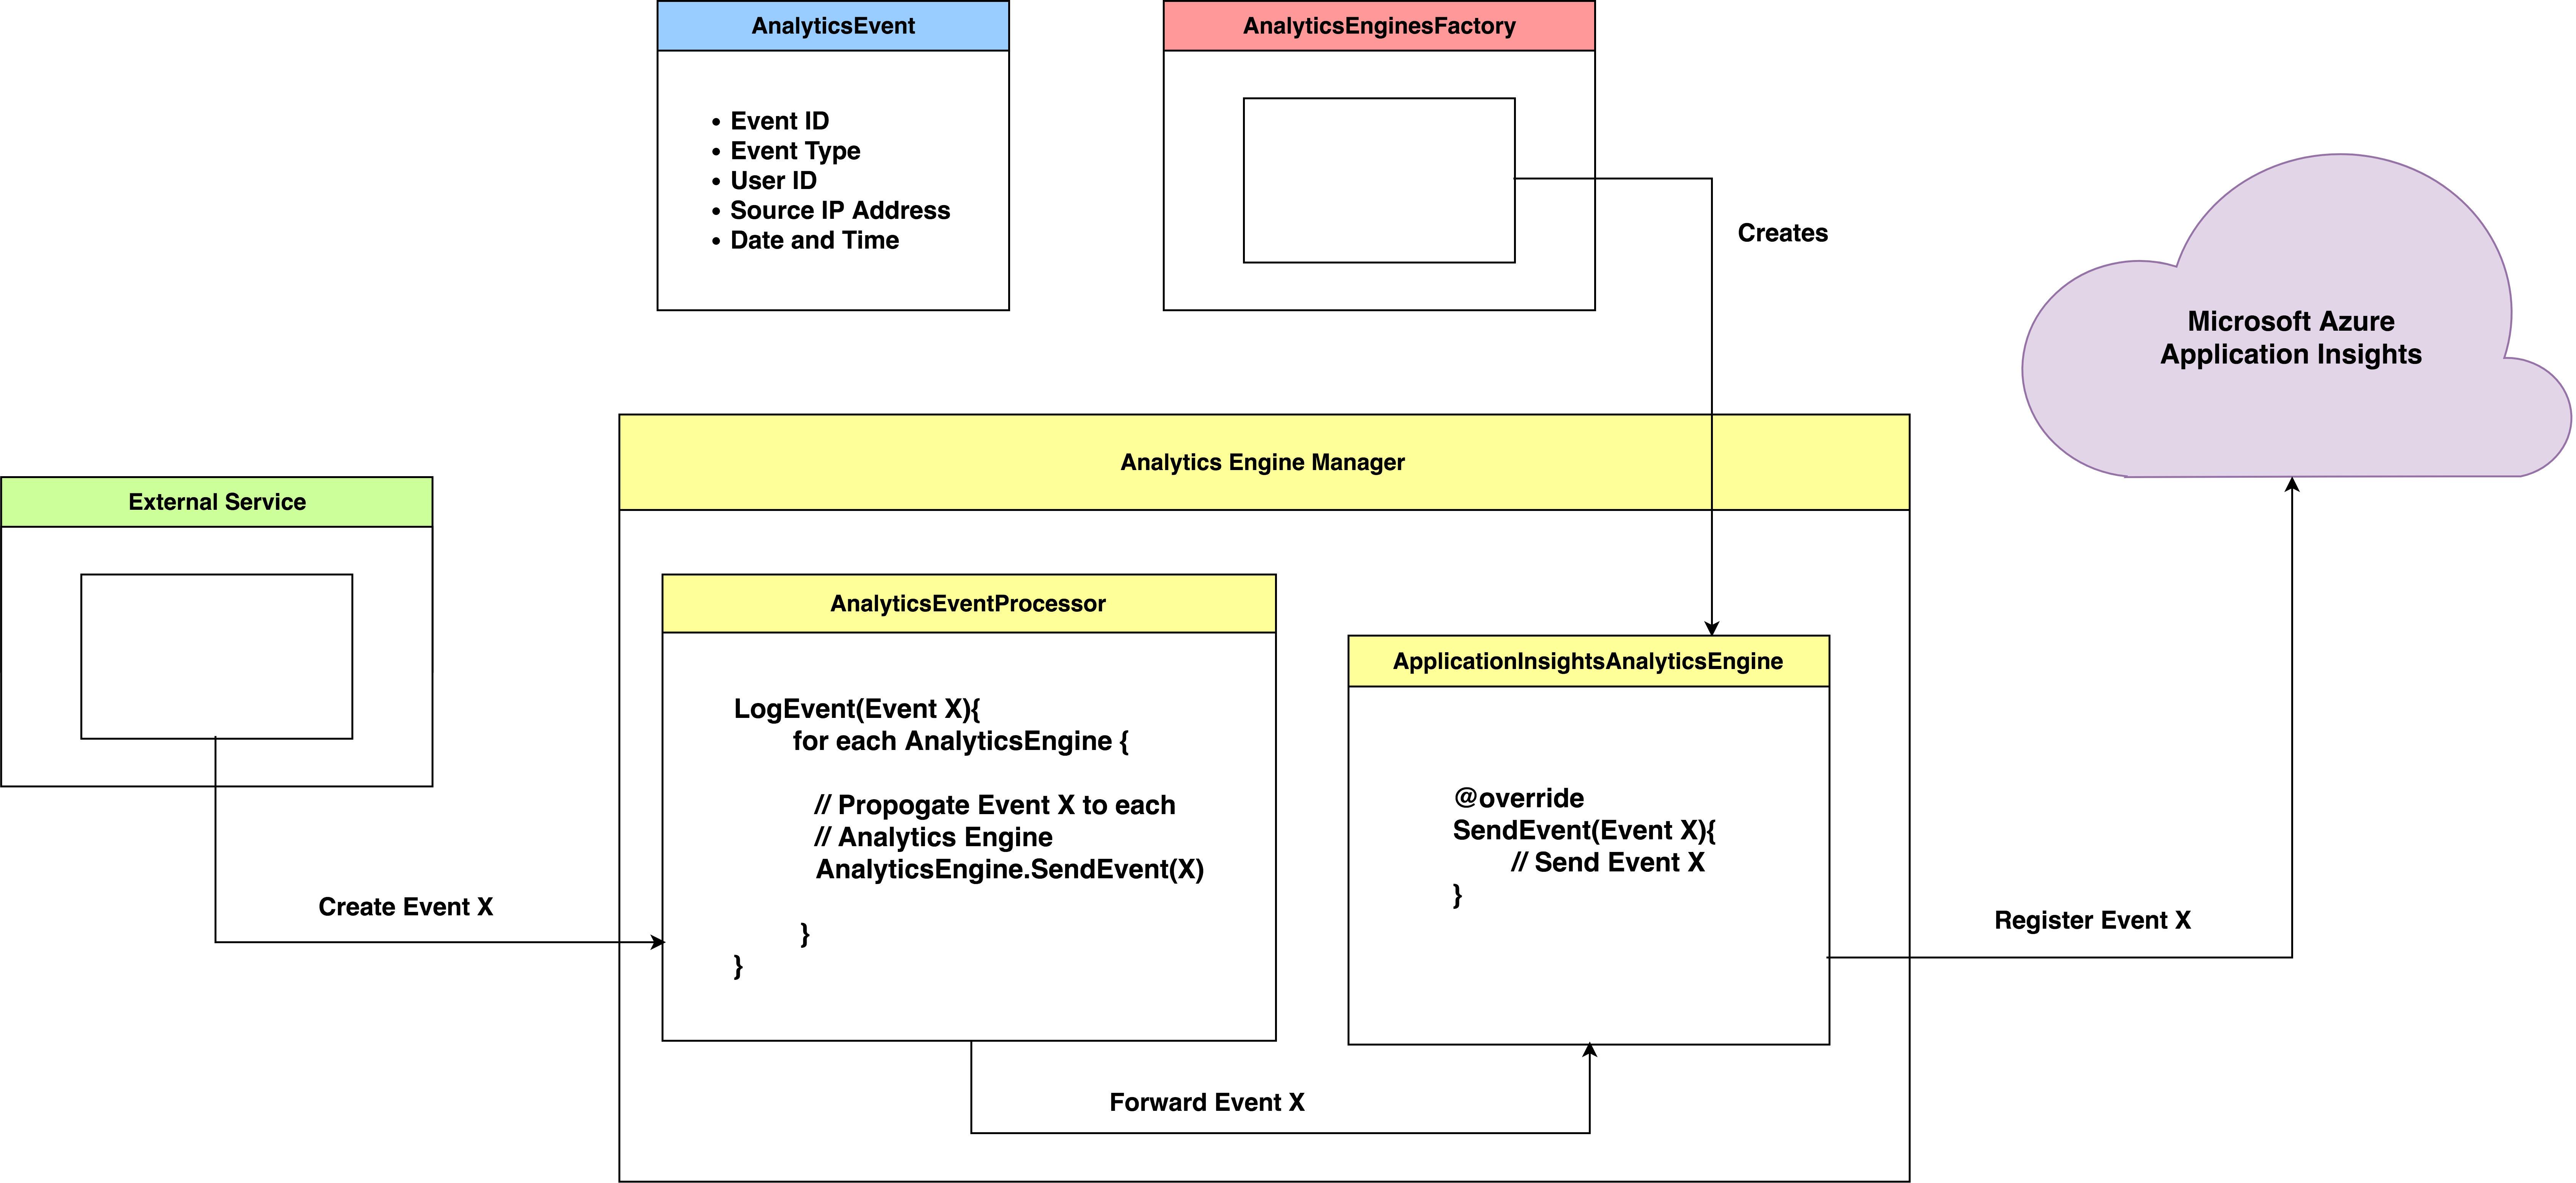 AnalyticsEvent
• Event ID
• Event Type
• User ID
• Source IP Address
• Date and Time
AnalyticsEnginesFactory
Creates
Microsoft Azure
Application Insights
Analytics Engine Manager
External Service
AnalyticsEventProcessor
LogEvent(Event X){
for each AnalyticsEngine {
// Propogate Event X to each
// Analytics Engine
AnalyticsEngine.SendEvent(X)
}
}
ApplicationInsightsAnalyticsEngine
@override
SendEvent(Event X){
// Send Event X
}
Create Event X
Register Event X
Forward Event X